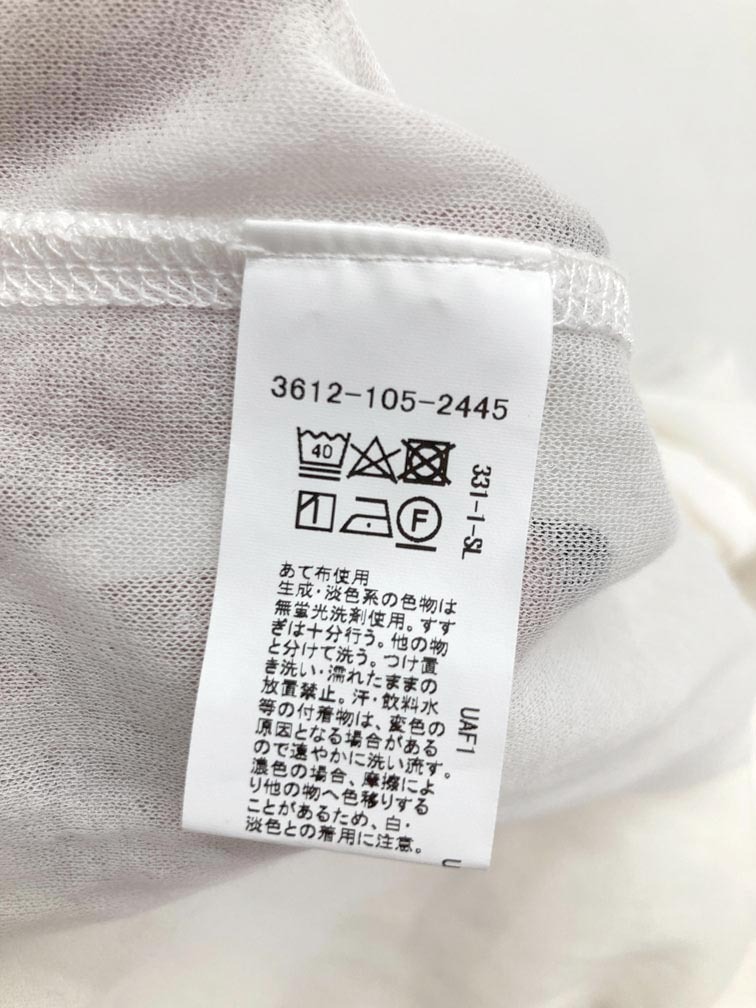 3612-105-2445
40
F
331-1-SL
あて布使用
生成・淡色系の色物は
無蛍光洗剤使用。すす
ぎは十分行う。他の物
と分けて洗う。つけ置
き洗い・濡れたままの
放置禁止。汗・飲料水
等の付着物は、変色の
原因となる場合がある
ので速やかに洗い流す。
濃色の場合、摩擦によ
り他の物へ色移りする
ことがあるため、白・
淡色との着用に注意。
UAF1
U